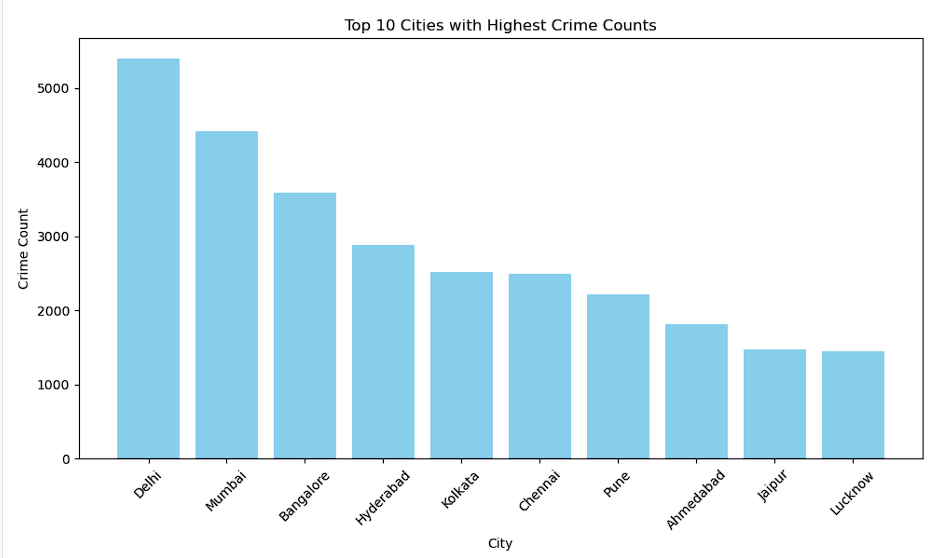 Top 10 Cities with Highest Crime Counts
5000
4000
3000
2000
1000
0
Crime Count
Delhi
Mumbai
Bangalore
Hyderabad
Kolkata
Chennai
Pune
Ahmedabad
Jaipur
Lucknow
City